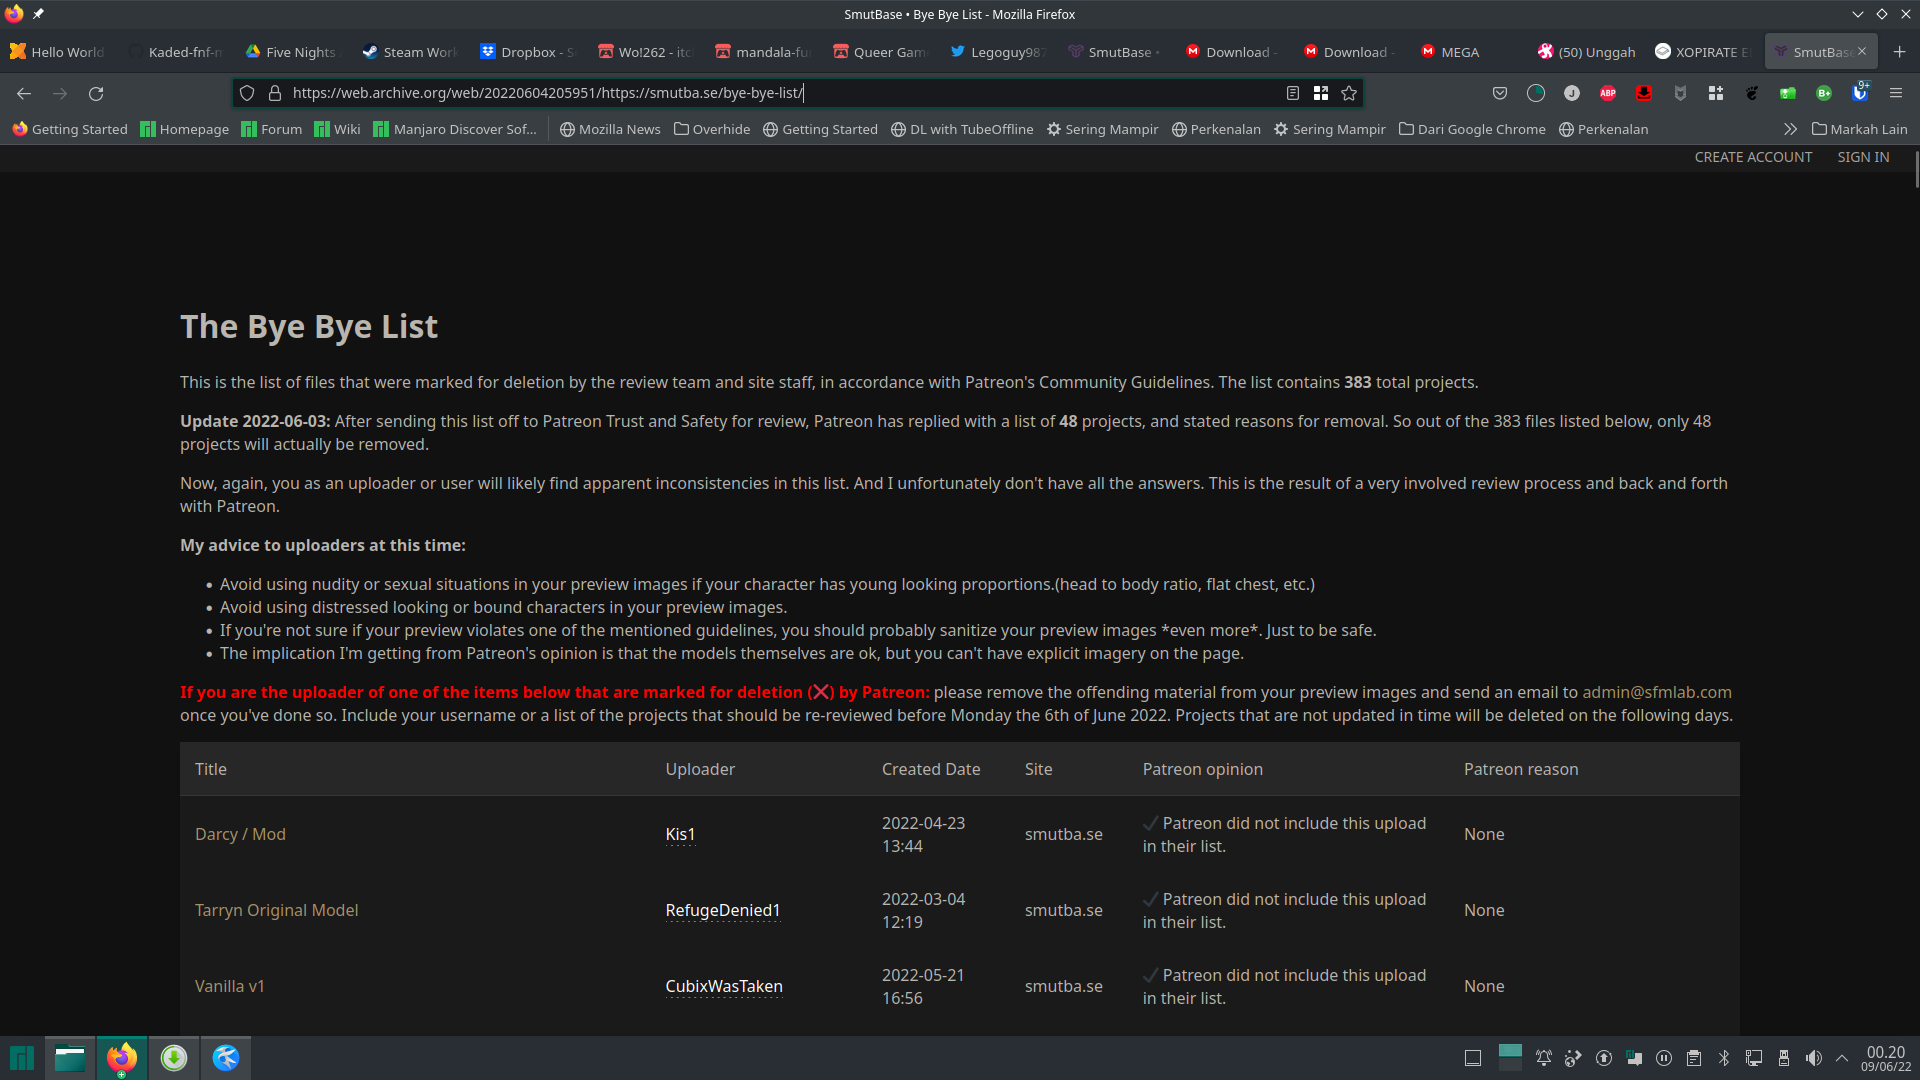 SmutBase • Bye Bye List - Mozilla Firefox
Hello World
Kaded-fnf-m
Five Nights
Steam Work
Dropbox - S
Wo!262 - itc
mandala-fu
Queer Gam
Legoguy987
SmutBase •
Download -
Download -
MEGA
(50) Unggah
XOPIRATE E
SmutBase
https://web.archive.org/web/20220604205951/https://smutba.se/bye-bye-list/
ABP
J
B+
9+
Getting Started
Homepage
Forum
Wiki
Manjaro Discover Sof...
Mozilla News
Overhide
Getting Started
DL with TubeOffline
Sering Mampir
Perkenalan
Sering Mampir
Dari Google Chrome
Perkenalan
Markah Lain
CREATE ACCOUNT
SIGN IN
The Bye Bye List
This is the list of files that were marked for deletion by the review team and site staff, in accordance with Patreon's Community Guidelines. The list contains 383 total projects.
Update 2022-06-03: After sending this list off to Patreon Trust and Safety for review, Patreon has replied with a list of 48 projects, and stated reasons for removal. So out of the 383 files listed below, only 48
projects will actually be removed.
Now, again, you as an uploader or user will likely find apparent inconsistencies in this list. And I unfortunately don't have all the answers. This is the result of a very involved review process and back and forth
with Patreon.
My advice to uploaders at this time:
• Avoid using nudity or sexual situations in your preview images if your character has young looking proportions.(head to body ratio, flat chest, etc.)
• Avoid using distressed looking or bound characters in your preview images.
• If you're not sure if your preview violates one of the mentioned guidelines, you should probably sanitize your preview images *even more*. Just to be safe.
• The implication I'm getting from Patreon's opinion is that the models themselves are ok, but you can't have explicit imagery on the page.
If you are the uploader of one of the items below that are marked for deletion (❌) by Patreon: please remove the offending material from your preview images and send an email to admin@sfmlab.com
once you've done so. Include your username or a list of the projects that should be re-reviewed before Monday the 6th of June 2022. Projects that are not updated in time will be deleted on the following days.
Title Uploader Created Date Site Patreon opinion Patreon reason
Darcy / Mod Kis1 2022-04-23 13:44 smutba.se ✔ Patreon did not include this upload in their list. None
Tarryn Original Model RefugeDenied1 2022-03-04 12:19 smutba.se ✔ Patreon did not include this upload in their list. None
Vanilla v1 CubixWasTaken 2022-05-21 16:56 smutba.se ✔ Patreon did not include this upload in their list. None
00.20
09/06/22